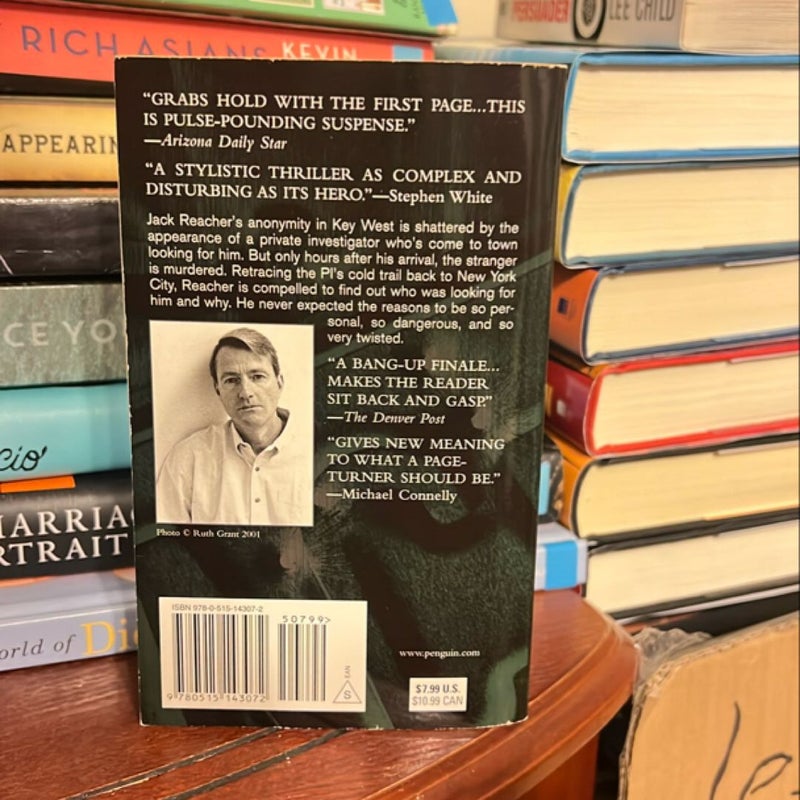 RICH ASIANS KEVIN
PERSUADER
LEE CHILD
APPEARIN
CE YO
cio'
MARRIA
RTRAIT
orld of Di
"GRABS HOLD WITH THE FIRST PAGE...THIS
IS PULSE-POUNDING SUSPENSE."
—Arizona Daily Star
"A STYLISTIC THRILLER AS COMPLEX AND
DISTURBING AS ITS HERO."—Stephen White
Jack Reacher's anonymity in Key West is shattered by the
appearance of a private investigator who's come to town
looking for him. But only hours after his arrival, the stranger
is murdered. Retracing the PI's cold trail back to New York
City, Reacher is compelled to find out who was looking for
him and why. He never expected the reasons to be so per-
sonal, so dangerous, and so
very twisted.
"A BANG-UP FINALE...
MAKES THE READER
SIT BACK AND GASP."
—The Denver Post
"GIVES NEW MEANING
TO WHAT A PAGE-
TURNER SHOULD BE."
—Michael Connelly
Photo © Ruth Grant 2001
ISBN 978-0-515-14307-2
50799>
9 780515 143072
EAN
S
www.penguin.com
$7.99 U.S.
$10.99 CAN